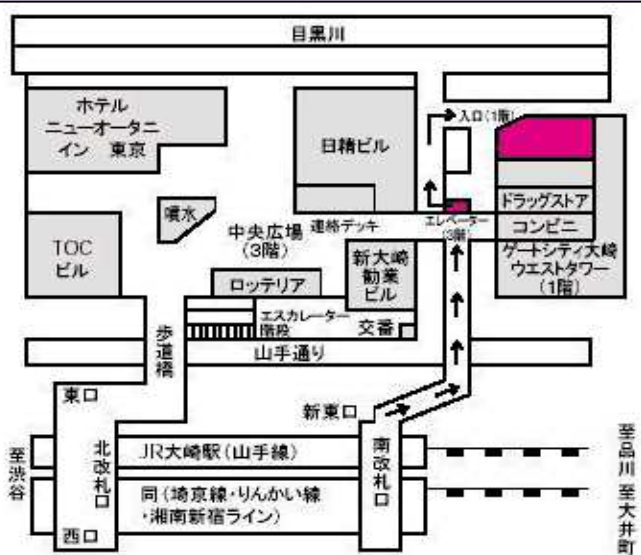 目黒川
ホテル
ニューオータニ
イン 東京
日精ビル
入口(1階)
噴水
中央広場
(3階)
連絡デッキ
エレベーター
(3階)
ドラッグストア
コンビニ
ゲートシティ大崎
ウエストタワー
(1階)
TOC
ビル
ロッテリア
新大崎
勧業
ビル
エスカレーター
階段
交番
歩道橋
山手通り
東口
新東口
至渋谷
北改札口
JR大崎駅(山手線)
南改札口
同(埼京線・りんかい線
・湘南新宿ライン)
西口
至品川 至大井町